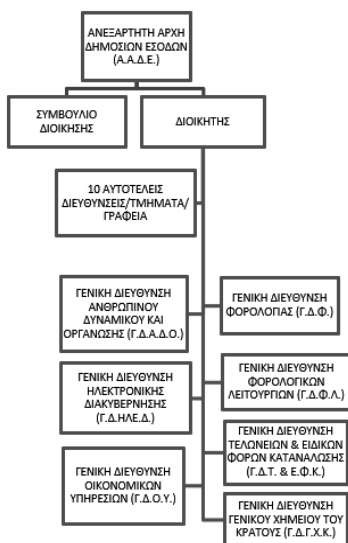 ΑΝΕΞΑΡΤΗΤΗ ΑΡΧΗ
ΔΗΜΟΣΙΩΝ ΕΣΟΔΩΝ
(Α.Α.Δ.Ε.)
ΣΥΜΒΟΥΛΙΟ
ΔΙΟΙΚΗΣΗΣ
ΔΙΟΙΚΗΤΗΣ
10 ΑΥΤΟΤΕΛΕΙΣ
ΔΙΕΥΘΥΝΣΕΙΣ/ΤΜΗΜΑΤΑ/
ΓΡΑΦΕΙΑ
ΓΕΝΙΚΗ ΔΙΕΥΘΥΝΣΗ
ΑΝΘΡΩΠΙΝΟΥ
ΔΥΝΑΜΙΚΟΥ ΚΑΙ
ΟΡΓΑΝΩΣΗΣ (Γ.Δ.Α.Δ.Ο.)
ΓΕΝΙΚΗ ΔΙΕΥΘΥΝΣΗ
ΦΟΡΟΛΟΓΙΑΣ (Γ.Δ.Φ.)
ΓΕΝΙΚΗ ΔΙΕΥΘΥΝΣΗ
ΗΛΕΚΤΡΟΝΙΚΗΣ
ΔΙΑΚΥΒΕΡΝΗΣΗΣ
(Γ.Δ.ΗΛΕ.Δ.)
ΓΕΝΙΚΗ ΔΙΕΥΘΥΝΣΗ
ΦΟΡΟΛΟΓΙΚΩΝ
ΛΕΙΤΟΥΡΓΙΩΝ (Γ.Δ.Φ.Λ.)
ΓΕΝΙΚΗ ΔΙΕΥΘΥΝΣΗ
ΤΕΛΩΝΕΙΩΝ & ΕΙΔΙΚΩΝ
ΦΟΡΩΝ ΚΑΤΑΝΑΛΩΣΗΣ
(Γ.Δ.Τ. & Ε.Φ.Κ.)
ΓΕΝΙΚΗ ΔΙΕΥΘΥΝΣΗ
ΟΙΚΟΝΟΜΙΚΩΝ
ΥΠΗΡΕΣΙΩΝ (Γ.Δ.Ο.Υ.)
ΓΕΝΙΚΗ ΔΙΕΥΘΥΝΣΗ
ΓΕΝΙΚΟΥ ΧΗΜΕΙΟΥ ΤΟΥ
ΚΡΑΤΟΥΣ (Γ.Δ.Γ.Χ.Κ.)